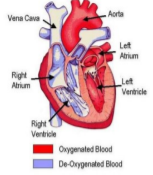 Vena Cava
Aorta
Left
Atrium
Right
Atrium
Left
Ventricle
Right
Ventricle
Oxygenated Blood
De-Oxygenated Blood